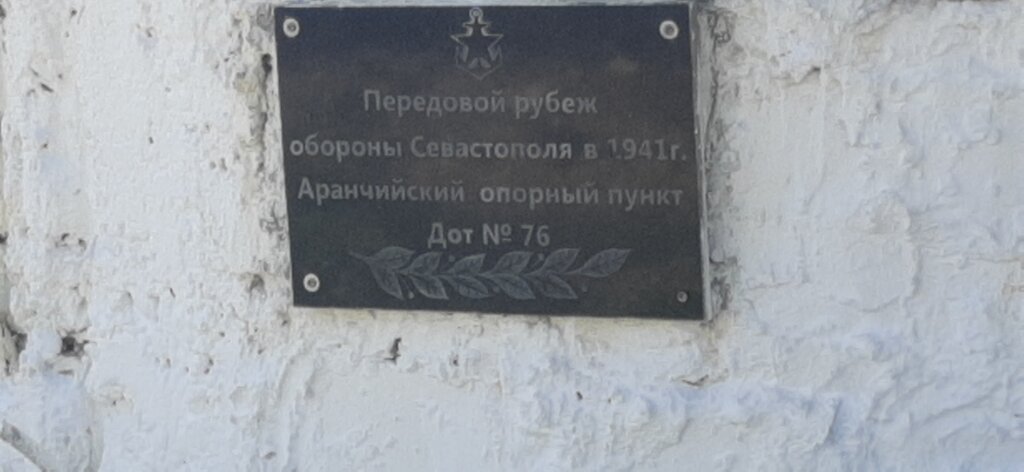 Передовой рубеж
обороны Севастополя в 1941г.
Аранчийский опорный пункт
Дот № 76